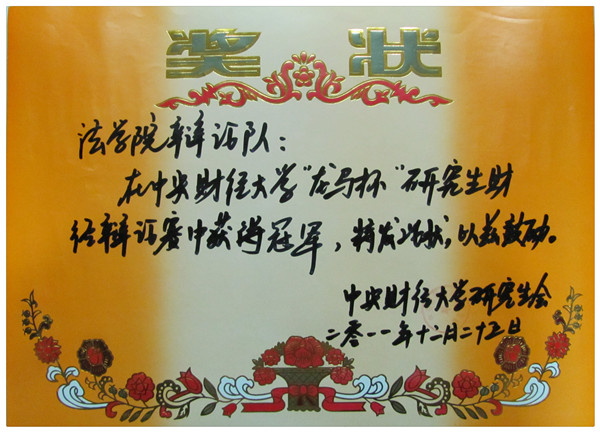 奖状
法学院辩论队：
在中央财经大学“龙马杯”研究生财
经辩论赛中获得冠军，特发此状，以兹鼓励。
中央财经大学研究生会
二零一一年十二月二十五日